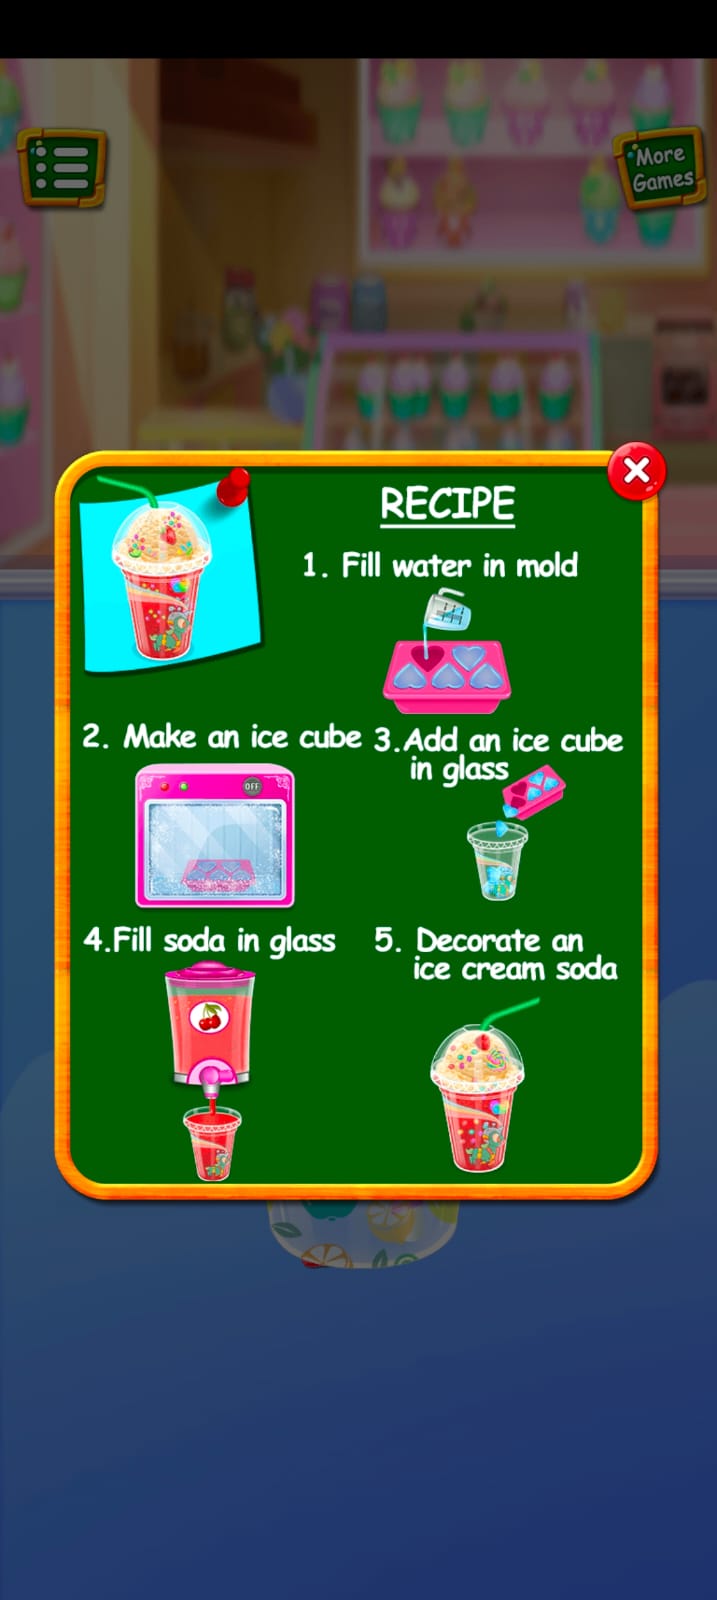 More
Games
RECIPE
1. Fill water in mold
2. Make an ice cube
3.Add an ice cube
in glass
OFF
4.Fill soda in glass
5. Decorate an
ice cream soda